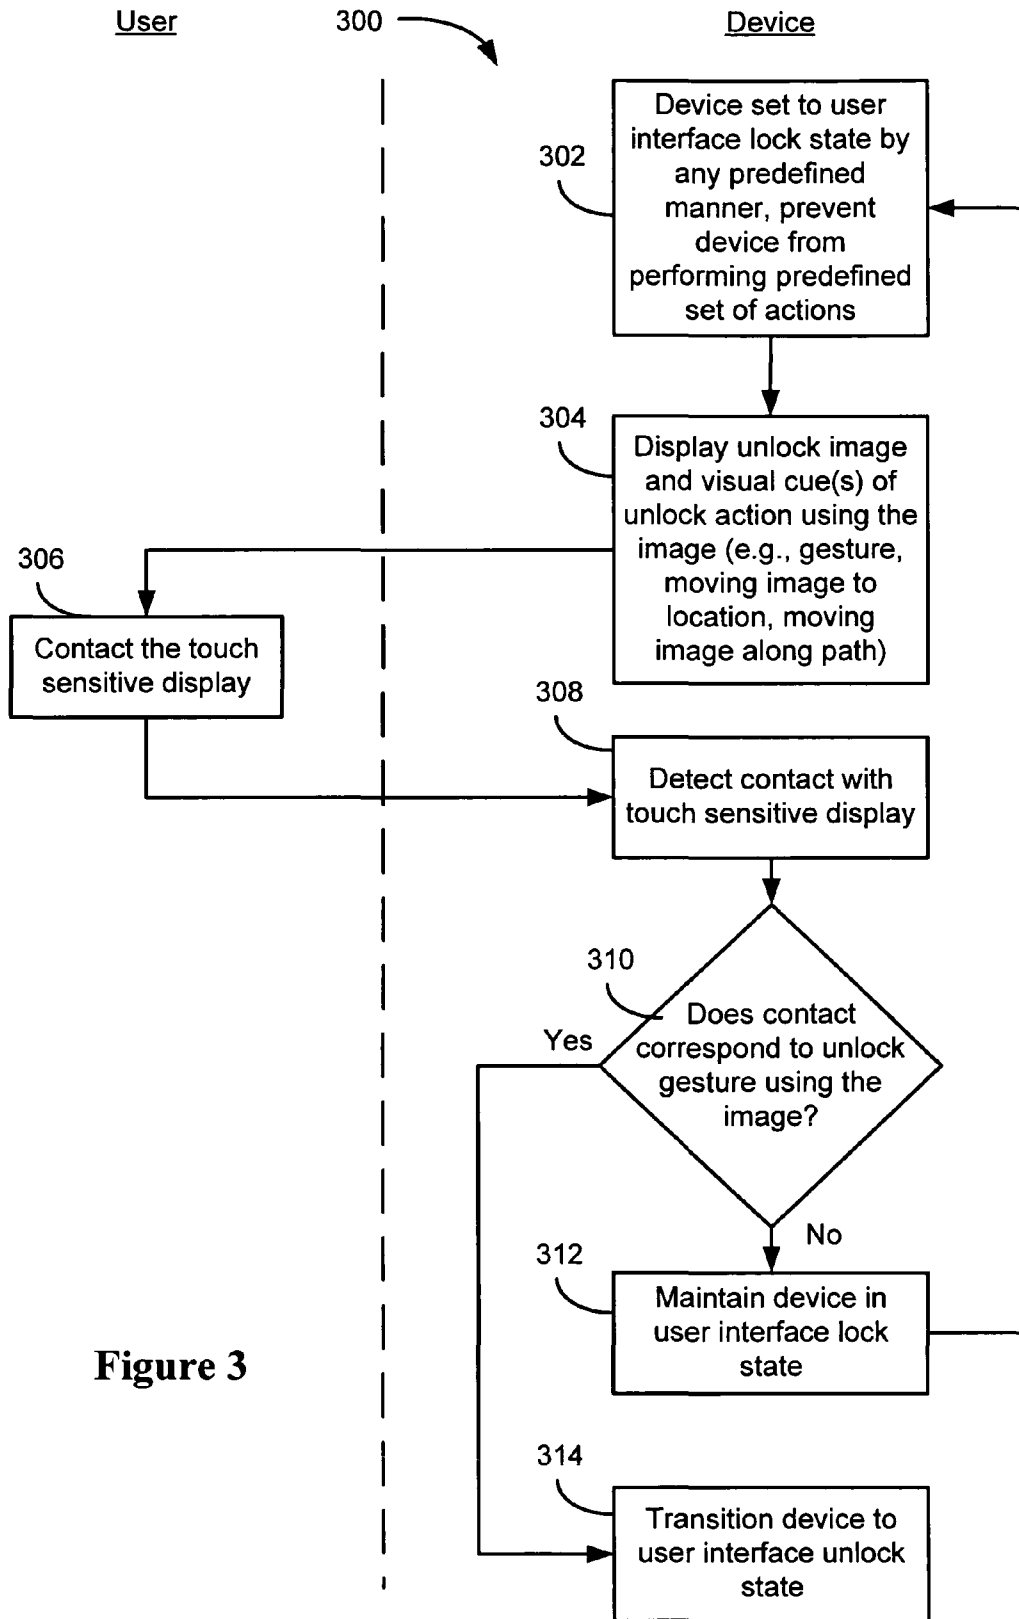 User
300
Device
302
Device set to user
interface lock state by
any predefined
manner, prevent
device from
performing predefined
set of actions
304
Display unlock image
and visual cue(s) of
unlock action using the
image (e.g., gesture,
moving image to
location, moving
image along path)
306
Contact the touch
sensitive display
308
Detect contact with
touch sensitive display
310
Does contact
correspond to unlock
gesture using the
image?
Yes
No
312
Maintain device in
user interface lock
state
Figure 3
314
Transition device to
user interface unlock
state